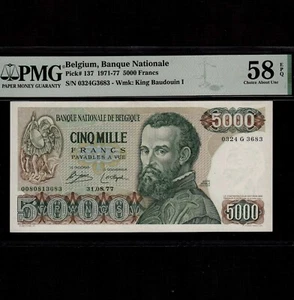 PMG
PAPER MONEY GUARANTY
Belgium, Banque Nationale
Pick# 137 1971-77 5000 Francs
S/N 0324G3683 - Wmk: King Baudouin I
58 EPQ
Choice About Unc
BANQUE NATIONALE DE BELGIQUE
5000
CINQ MILLE
0324 G 3683
FRANCS
PAYABLES A VUE
0080813683
31.08.77
5000
5000